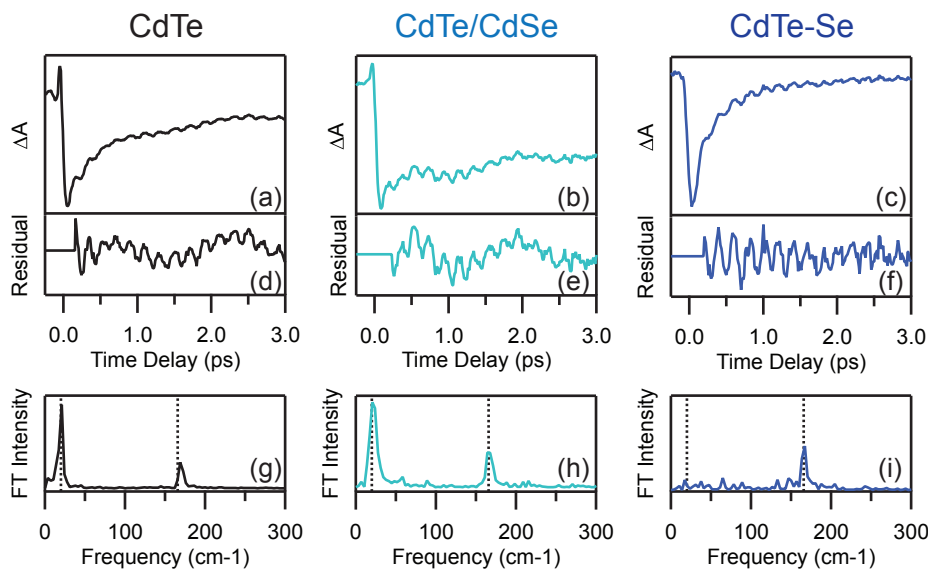 CdTe CdTe/CdSe CdTe-Se
ΔA (a) ΔA (b) ΔA (c)
Residual (d) Residual (e) Residual (f)
0.0 1.0 2.0 3.0 0.0 1.0 2.0 3.0 0.0 1.0 2.0 3.0
Time Delay (ps) Time Delay (ps) Time Delay (ps)
FT Intensity (g) FT Intensity (h) FT Intensity (i)
0 100 200 300 0 100 200 300 0 100 200 300
Frequency (cm-1) Frequency (cm-1) Frequency (cm-1)